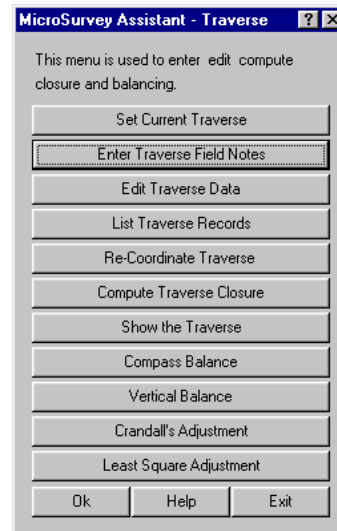 MicroSurvey Assistant - Traverse ? X
This menu is used to enter edit compute
closure and balancing.
Set Current Traverse
Enter Traverse Field Notes
Edit Traverse Data
List Traverse Records
Re-Coordinate Traverse
Compute Traverse Closure
Show the Traverse
Compass Balance
Vertical Balance
Crandall's Adjustment
Least Square Adjustment
Ok Help Exit